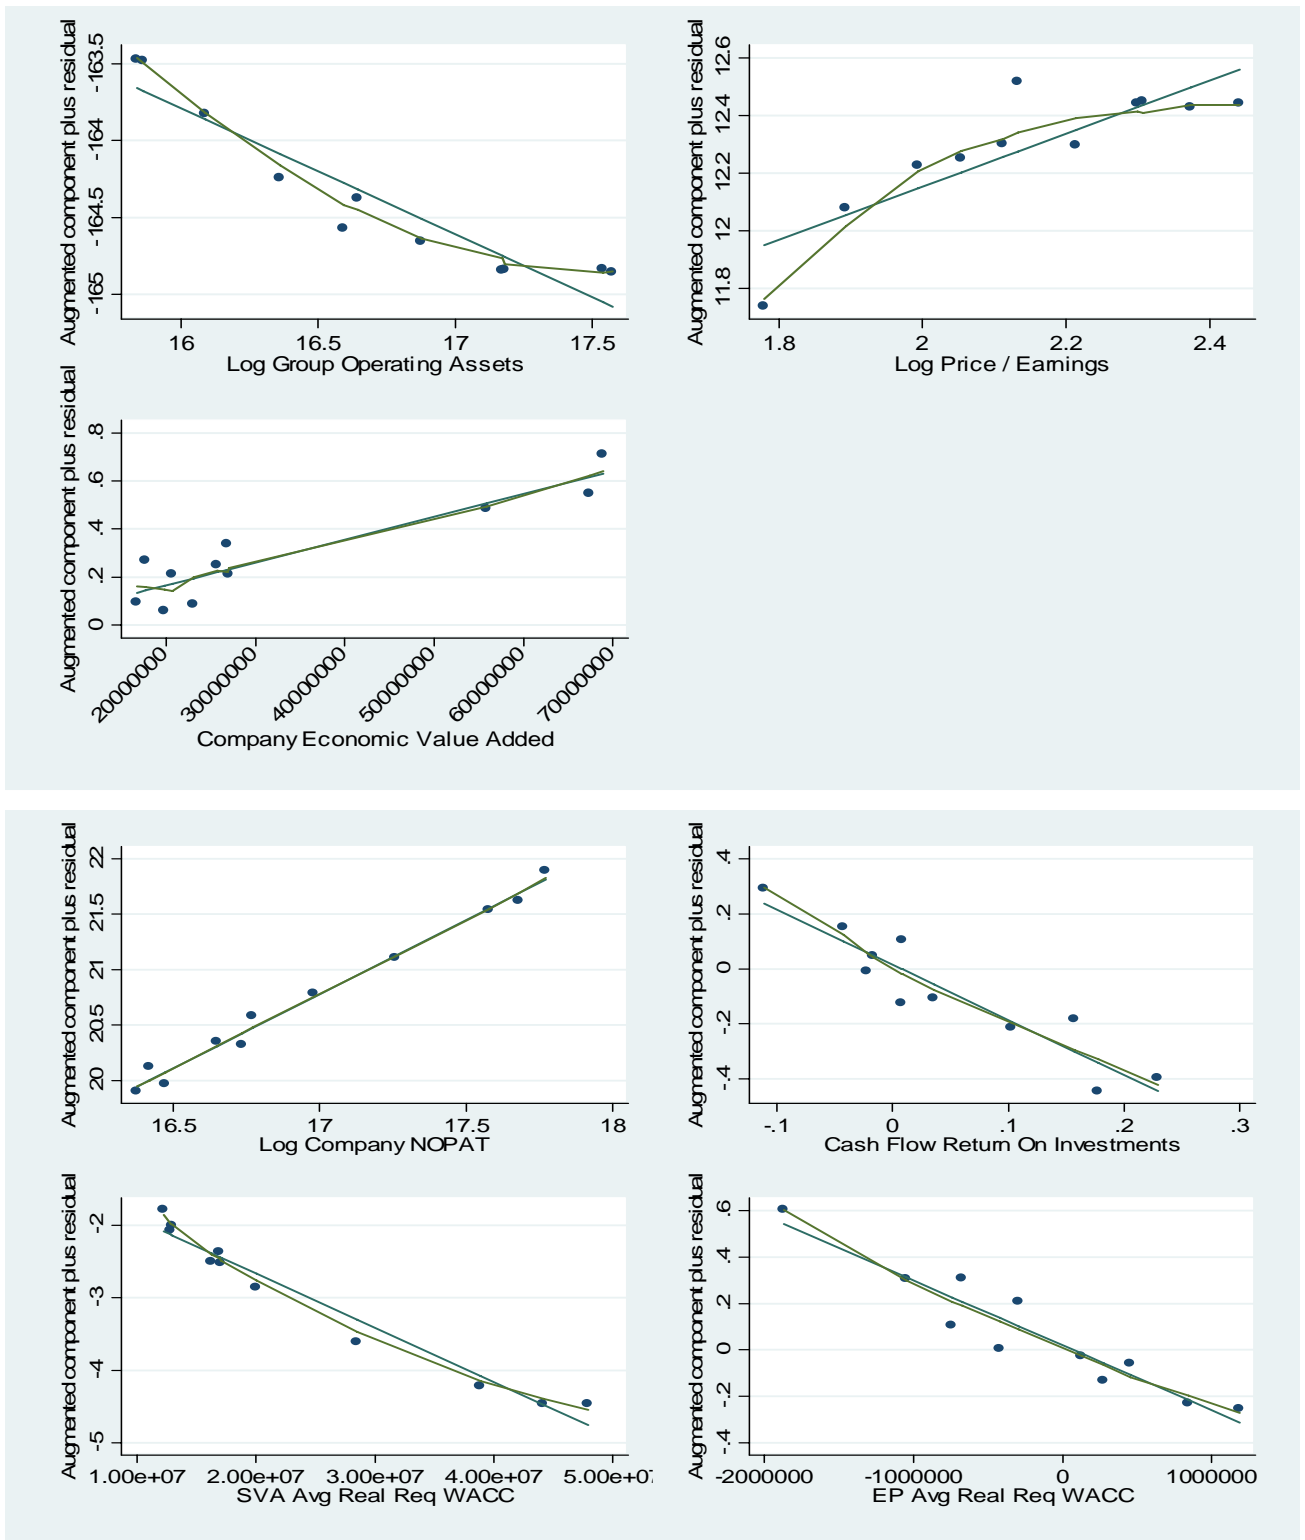 Augmented component plus residual
-163.5
-164
-164.5
-165
16 16.5 17 17.5
Log Group Operating Assets
Augmented component plus residual
12.6
12.4
12.2
12
11.8
1.8 2 2.2 2.4
Log Price / Earnings
Augmented component plus residual
.8
.6
.4
.2
0
20000000 30000000 40000000 50000000 60000000 70000000
Company Economic Value Added
Augmented component plus residual
22
21.5
21
20.5
20
16.5 17 17.5 18
Log Company NOPAT
Augmented component plus residual
.4
.2
0
-.2
-.4
-.1 0 .1 .2 .3
Cash Flow Return On Investments
Augmented component plus residual
-2
-3
-4
-5
1.00e+07 2.00e+07 3.00e+07 4.00e+07 5.00e+0
SVA Avg Real Req WACC
Augmented component plus residual
.6
.4
.2
0
-.2
-.4
-20000000 -10000000 0 10000000
EP Avg Real Req WACC